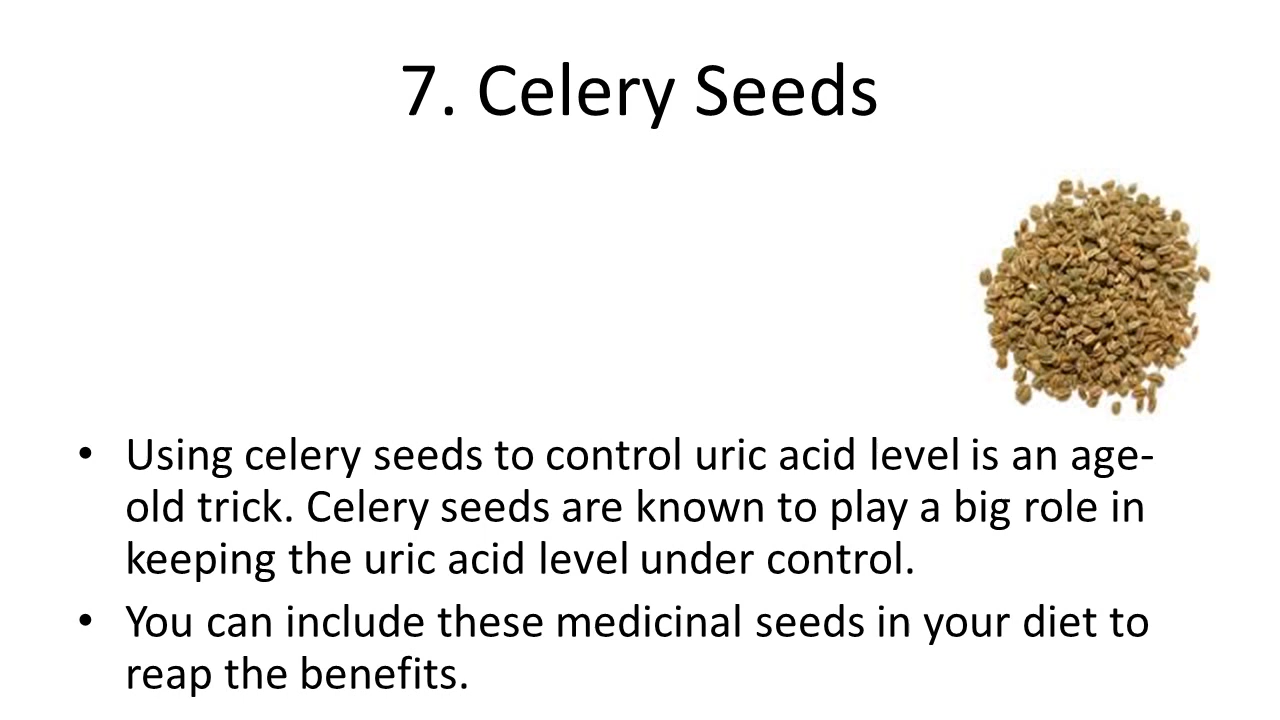 7. Celery Seeds
• Using celery seeds to control uric acid level is an age-
old trick. Celery seeds are known to play a big role in
keeping the uric acid level under control.
• You can include these medicinal seeds in your diet to
reap the benefits.